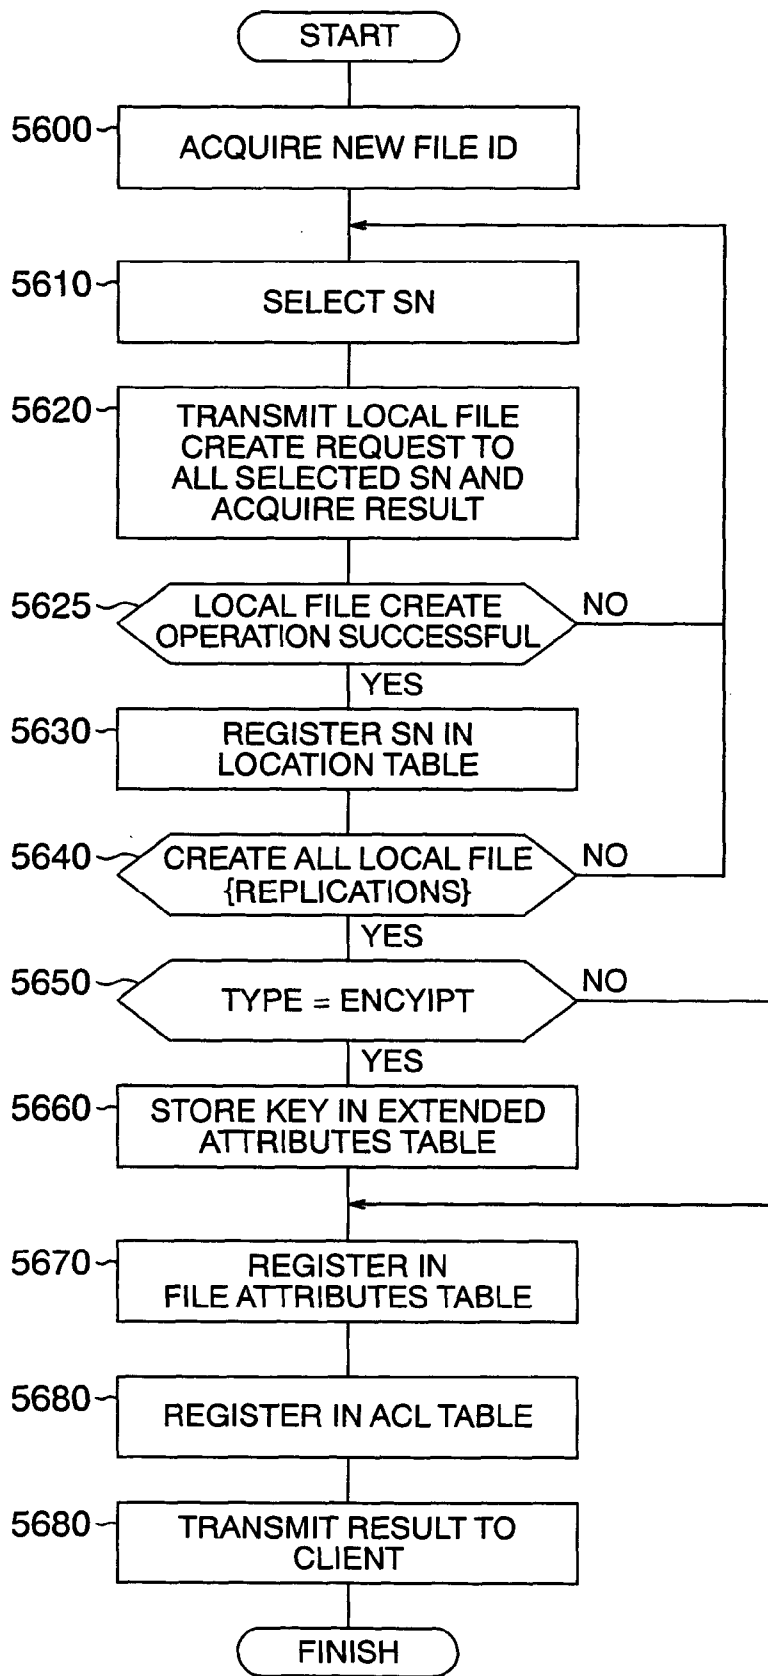 START
5600
ACQUIRE NEW FILE ID
5610
SELECT SN
5620
TRANSMIT LOCAL FILE
CREATE REQUEST TO
ALL SELECTED SN AND
ACQUIRE RESULT
5625
LOCAL FILE CREATE
OPERATION SUCCESSFUL
NO
YES
5630
REGISTER SN IN
LOCATION TABLE
5640
CREATE ALL LOCAL FILE
{REPLICATIONS}
NO
YES
5650
TYPE = ENCYIPT
NO
YES
5660
STORE KEY IN EXTENDED
ATTRIBUTES TABLE
5670
REGISTER IN
FILE ATTRIBUTES TABLE
5680
REGISTER IN ACL TABLE
5680
TRANSMIT RESULT TO
CLIENT
FINISH